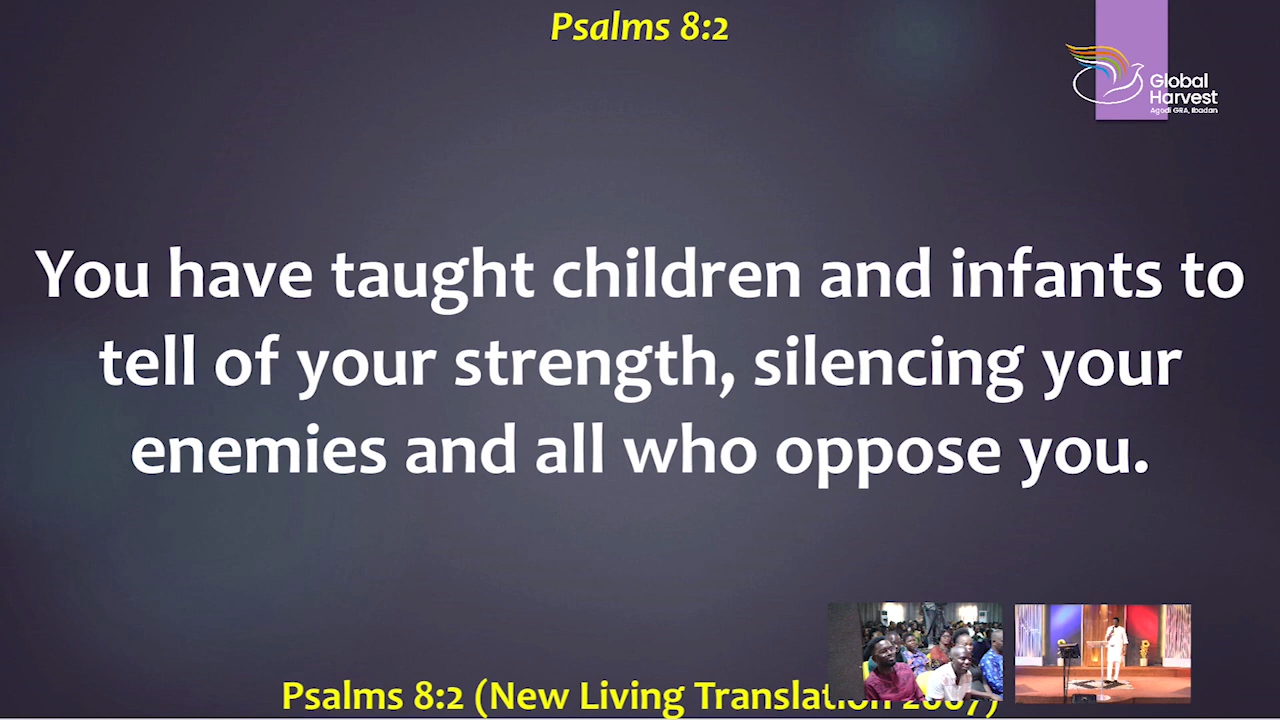 Psalms 8:2
Global
Harvest
Agodi GRA, Ibadan
You have taught children and infants to
tell of your strength, silencing your
enemies and all who oppose you.
Psalms 8:2 (New Living Translation 2007)